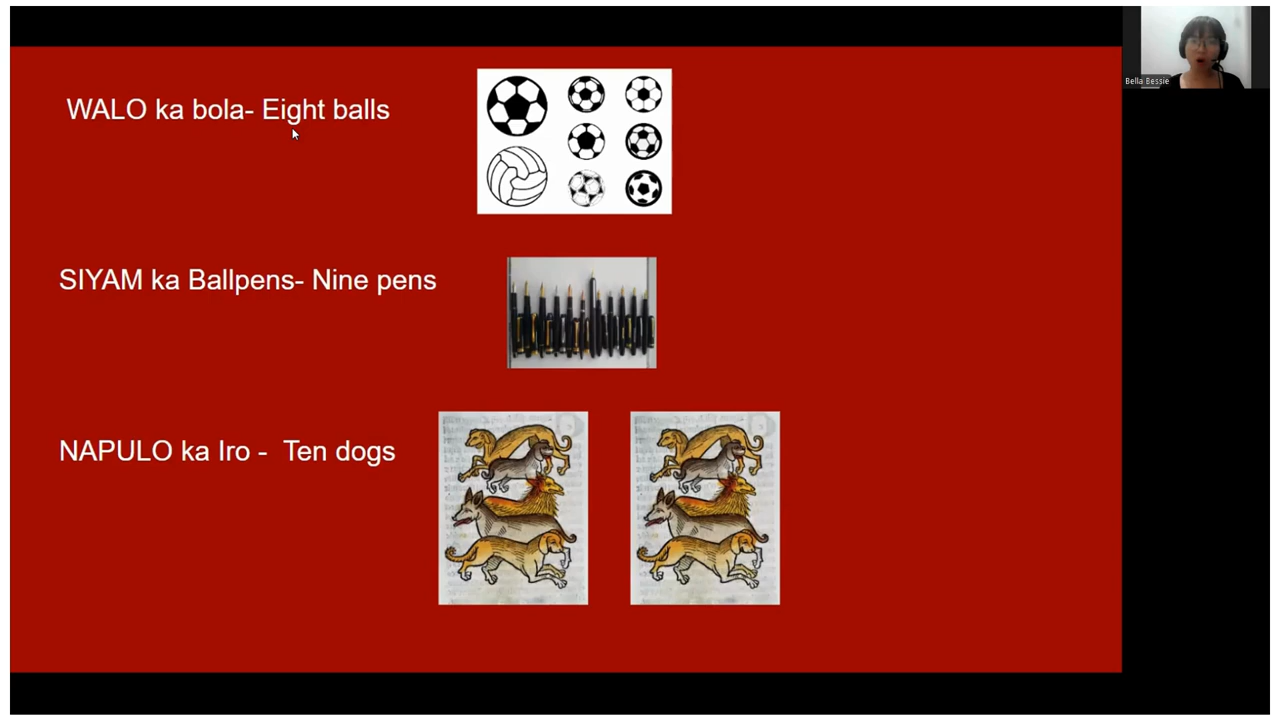 WALO ka bola- Eight balls
SIYAM ka Ballpens- Nine pens
NAPULO ka Iro - Ten dogs
Bella Bessie